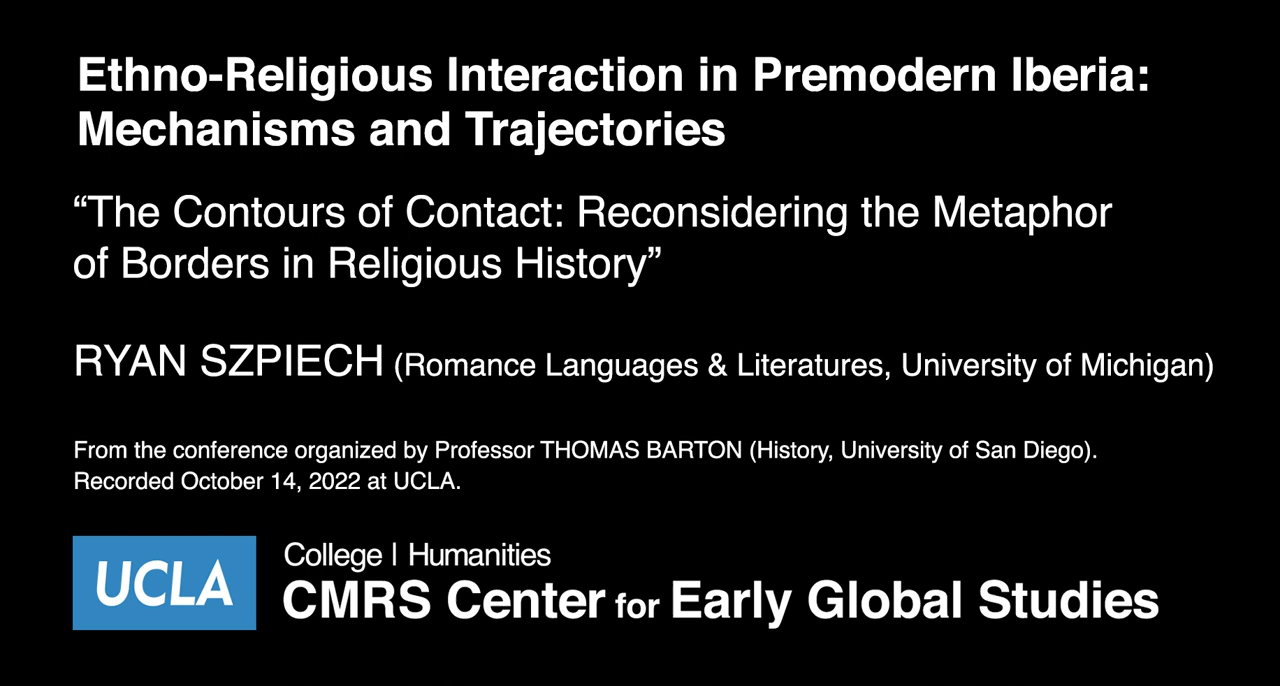 Ethno-Religious Interaction in Premodern Iberia:
Mechanisms and Trajectories
“The Contours of Contact: Reconsidering the Metaphor
of Borders in Religious History”
RYAN SZPIECH (Romance Languages & Literatures, University of Michigan)
From the conference organized by Professor THOMAS BARTON (History, University of San Diego).
Recorded October 14, 2022 at UCLA.
UCLA
College | Humanities
CMRS Center for Early Global Studies